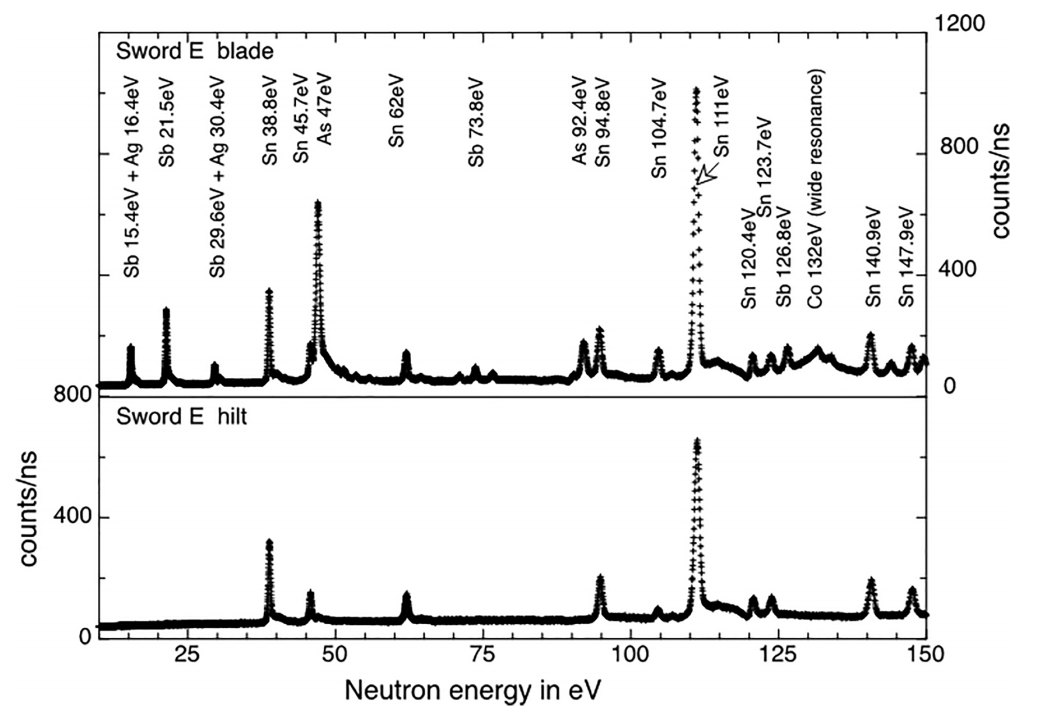 1200
Sword E blade
Sb 15.4eV + Ag 16.4eV
Sb 21.5eV
Sb 29.6eV + Ag 30.4eV
Sn 38.8eV
Sn 45.7eV
As 47eV
Sn 62eV
Sb 73.8eV
As 92.4eV
Sn 94.8eV
Sn 104.7eV
Sn 111eV
Sn 120.4eV
Sn 123.7eV
Sb 126.8eV
Co 132eV (wide resonance)
Sn 140.9eV
Sn 147.9eV
800
counts/ns
400
0
800
Sword E hilt
counts/ns
400
0
25 50 75 100 125 150
Neutron energy in eV